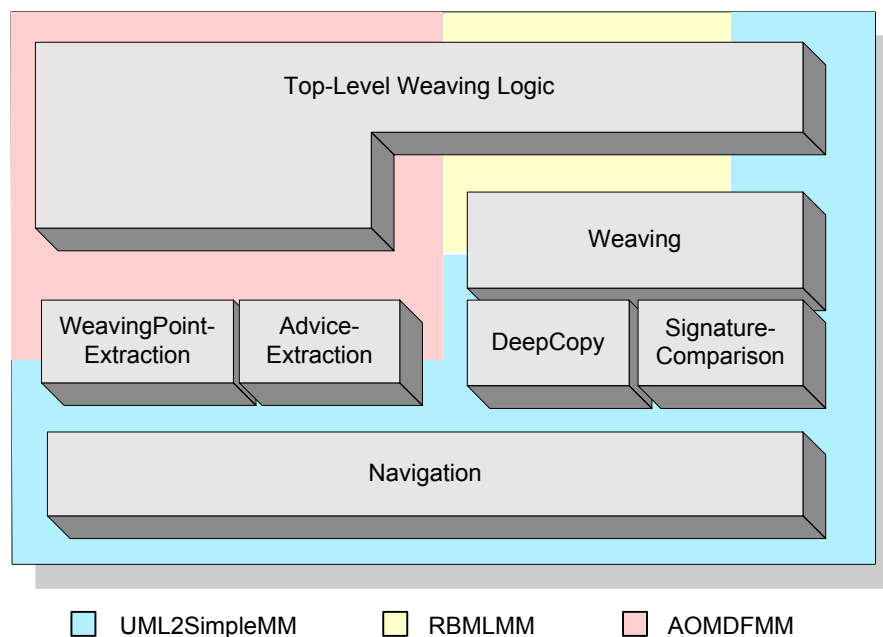 Top-Level Weaving Logic
Weaving
WeavingPoint-
Extraction
Advice-
Extraction
DeepCopy
Signature-
Comparison
Navigation
UML2SimpleMM
RBMLMM
AOMDFMM